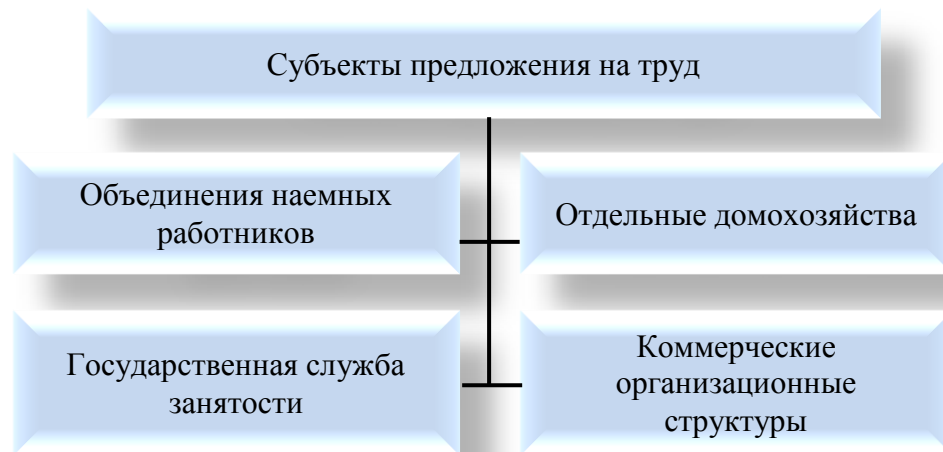 Субъекты предложения на труд
Объединения наемных
работников
Отдельные домохозяйства
Государственная служба
занятости
Коммерческие
организационные
структуры